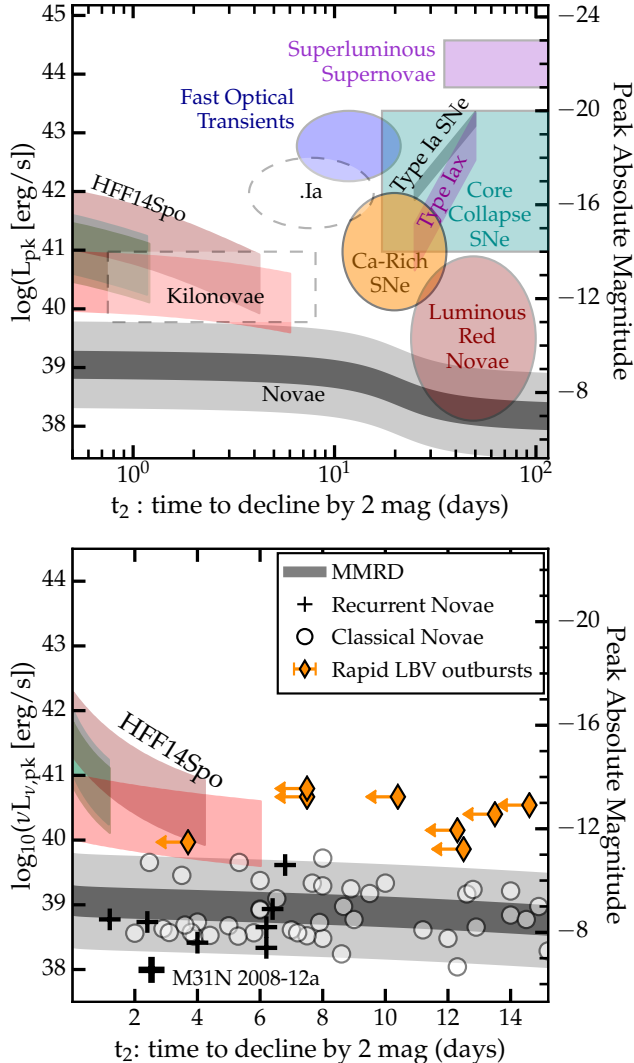 45
44
43
42
41
40
39
38
log(L_pk [erg/s])
−24
−20
−16
−12
−8
Peak Absolute Magnitude
Superluminous
Supernovae
Fast Optical
Transients
Type Ia SNe
.Ia
HFF14Spo
Type Iax
Core
Collapse
SNe
Ca-Rich
SNe
Kilonovae
Luminous
Red
Novae
Novae
10^0
10^1
10^2
t_2 : time to decline by 2 mag (days)
44
43
42
41
40
39
38
log_10(νL_ν,pk [erg/s])
−20
−16
−12
−8
Peak Absolute Magnitude
MMRD
Recurrent Novae
Classical Novae
Rapid LBV outbursts
HFF14Spo
M31N 2008-12a
2
4
6
8
10
12
14
t_2: time to decline by 2 mag (days)